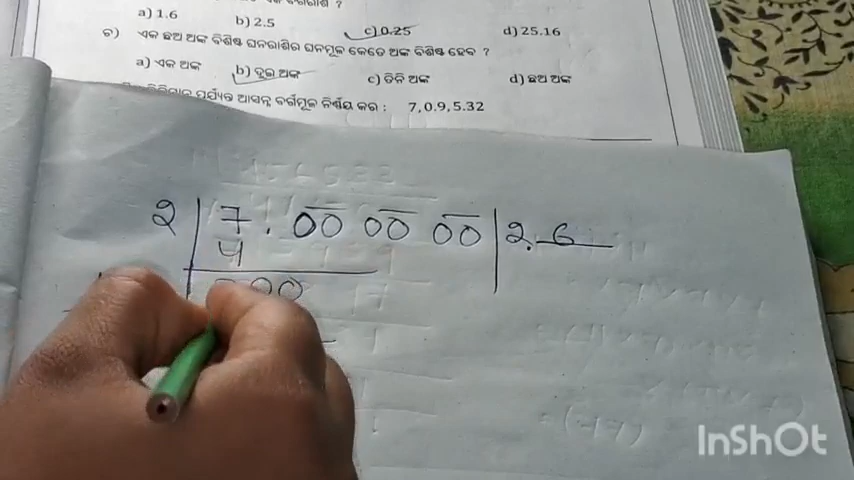 a) 1.6 b) 2.5 c) 0.25 d) 25.16
ଚ) ଏକ ଛଅ ଅଙ୍କ ବିଶିଷ୍ଟ ଘନରାଶିର ଘନମୂଳ କେତେ ଅଙ୍କ ବିଶିଷ୍ଟ ହେବ ?
a) ଏକ ଅଙ୍କ b) ଦୁଇ ଅଙ୍କ c) ତିନି ଅଙ୍କ d) ଛଅ ଅଙ୍କ
ପର୍ଯ୍ୟନ୍ତ ଆସନ୍ନ ବର୍ଗମୂଳ ନିର୍ଣ୍ଣୟ କର : 7, 0.9, 5.32
2 7 . 00 00 00 2. 6
4
InShOt